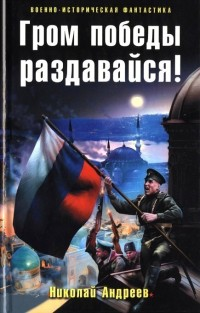 ВОЕННО-ИСТОРИЧЕСКАЯ ФАНТАСТИКА
Гром победы
раздавайся!
Николай Андреев